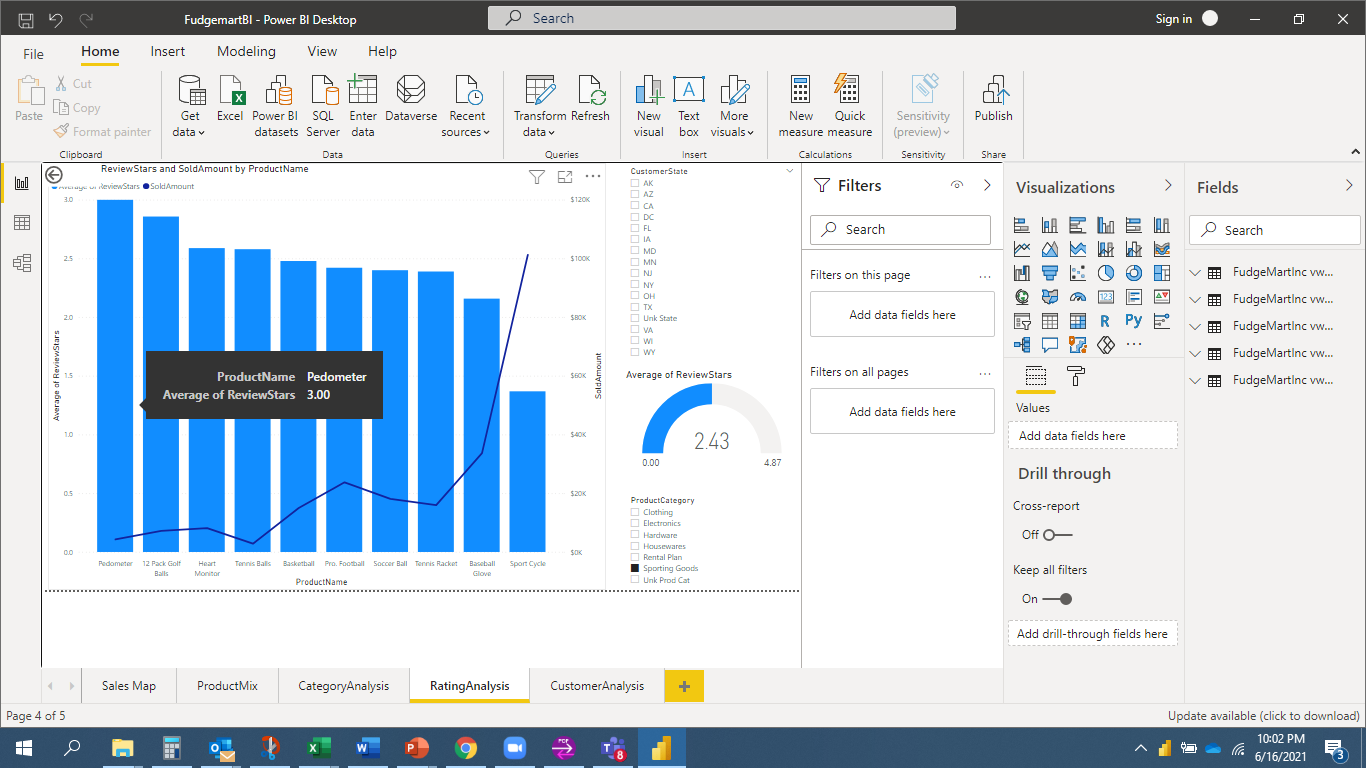 FudgemartBI - Power BI Desktop
Search
Sign in
File
Home
Insert
Modeling
View
Help
Paste
Cut
Copy
Format painter
Clipboard
Get
data
Excel
Power BI
datasets
SQL
Server
Enter
data
Dataverse
Recent
sources
Data
Transform
data
Refresh
Queries
New
visual
Text
box
More
visuals
Insert
New
measure
Quick
measure
Calculations
Sensitivity
(preview)
Sensitivity
Publish
Share
ReviewStars and SoldAmount by ProductName
Average of ReviewStars
SoldAmount
3.0
2.5
2.0
1.5
1.0
0.5
0.0
Average of ReviewStars
$120K
$100K
$80K
$60K
$40K
$20K
$0K
SoldAmount
ProductName Pedometer
Average of ReviewStars 3.00
Pedometer
12 Pack Golf
Balls
Heart
Monitor
Tennis Balls
Basketball
Pro. Football
Soccer Ball
Tennis Racket
Baseball
Glove
Sport Cycle
ProductName
CustomerState
AK
AZ
CA
DC
FL
IA
MD
MN
NJ
NY
OH
TX
Unk State
VA
WI
WY
Average of ReviewStars
2.43
0.00
4.87
ProductCategory
Clothing
Electronics
Hardware
Housewares
Rental Plan
Sporting Goods
Unk Prod Cat
Filters
Search
Filters on this page
...
Add data fields here
Filters on all pages
...
Add data fields here
Visualizations
R
Py
123
...
Values
Add data fields here
Drill through
Cross-report
Off
Keep all filters
On
Add drill-through fields here
Fields
Search
FudgeMartInc vw...
FudgeMartInc vw...
FudgeMartInc vw...
FudgeMartInc vw...
FudgeMartInc vw...
Sales Map
ProductMix
CategoryAnalysis
RatingAnalysis
CustomerAnalysis
+
Page 4 of 5
Update available (click to download)
8
10:02 PM
6/16/2021
3